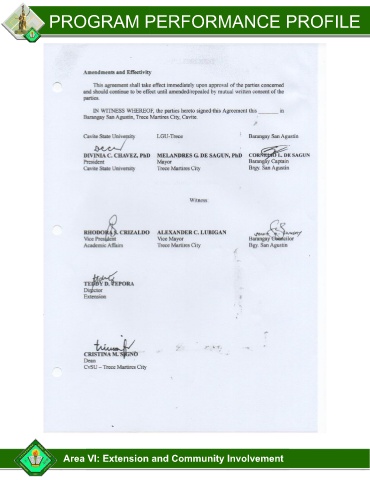 PROGRAM PERFORMANCE PROFILE
Amendments and Effectivity
This agreement shall take effect immediately upon approval of the parties concerned
and should continue to be effect until amended/repealed by mutual written consent of the
parties.
IN WITNESS WHEREOF, the parties hereto signed this Agreement this ______ in
Barangay San Agustin, Trece Martires City, Cavite.
Cavite State University LGU-Trece Barangay San Agustin
DIVINIA C. CHAVEZ, PhD MELANDRES G. DE SAGUN, PhD L. DE SAGUN
President Mayor Barangay Captain
Cavite State University Trece Martires City Brgy. San Agustin
Witness
CRIZALDO ALEXANDER C. LUBIGAN
Vice President Vice Mayor Barangay
Academic Affairs Trece Martires City Bgy. San Agustin
TEDDY D. TEPORA
Director
Extension
CRISTINA M. SIGNO
Dean
CvSU – Trece Martires City
Area VI: Extension and Community Involvement